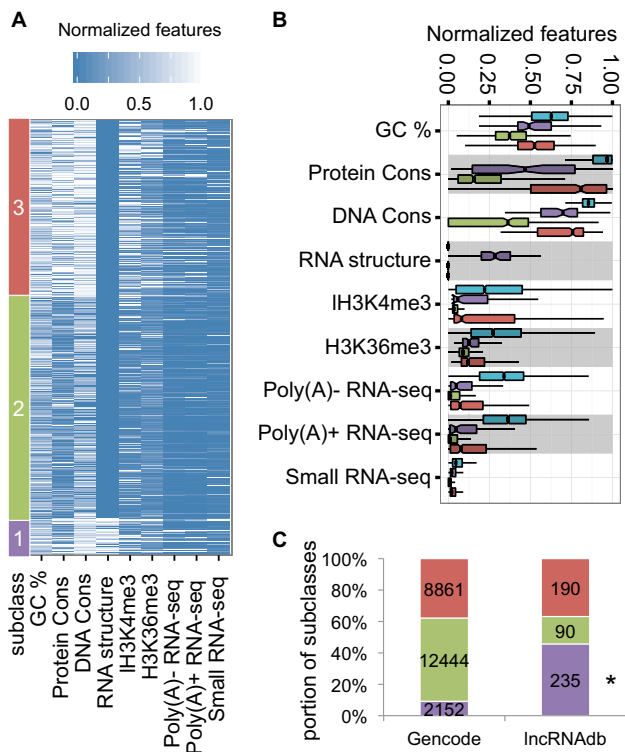 A
Normalized features
0.0 0.5 1.0
3
2
1
subclass
GC %
Protein Cons
DNA Cons
RNA structure
lH3K4me3
H3K36me3
Poly(A)- RNA-seq
Poly(A)+ RNA-seq
Small RNA-seq
B
Normalized features
0.00
0.25
0.50
0.75
1.00
GC %
Protein Cons
DNA Cons
RNA structure
lH3K4me3
H3K36me3
Poly(A)- RNA-seq
Poly(A)+ RNA-seq
Small RNA-seq
C
portion of subclasses
100%
80%
60%
40%
20%
0%
8861
12444
2152
190
90
235
*
Gencode
lncRNAdb